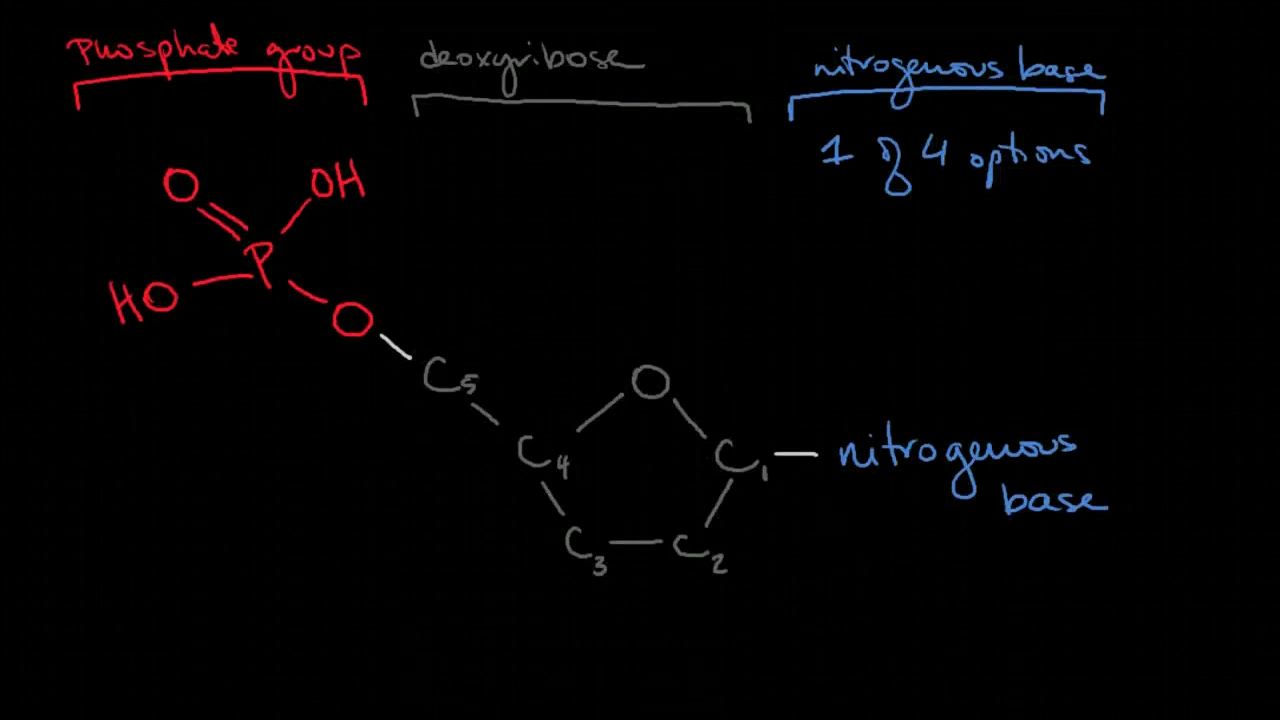 Phosphate group
deoxyribose
nitrogenous base
1 of 4 options
O
OH
P
HO
O
C5
O
C4
C1
nitrogenous
base
C3
C2